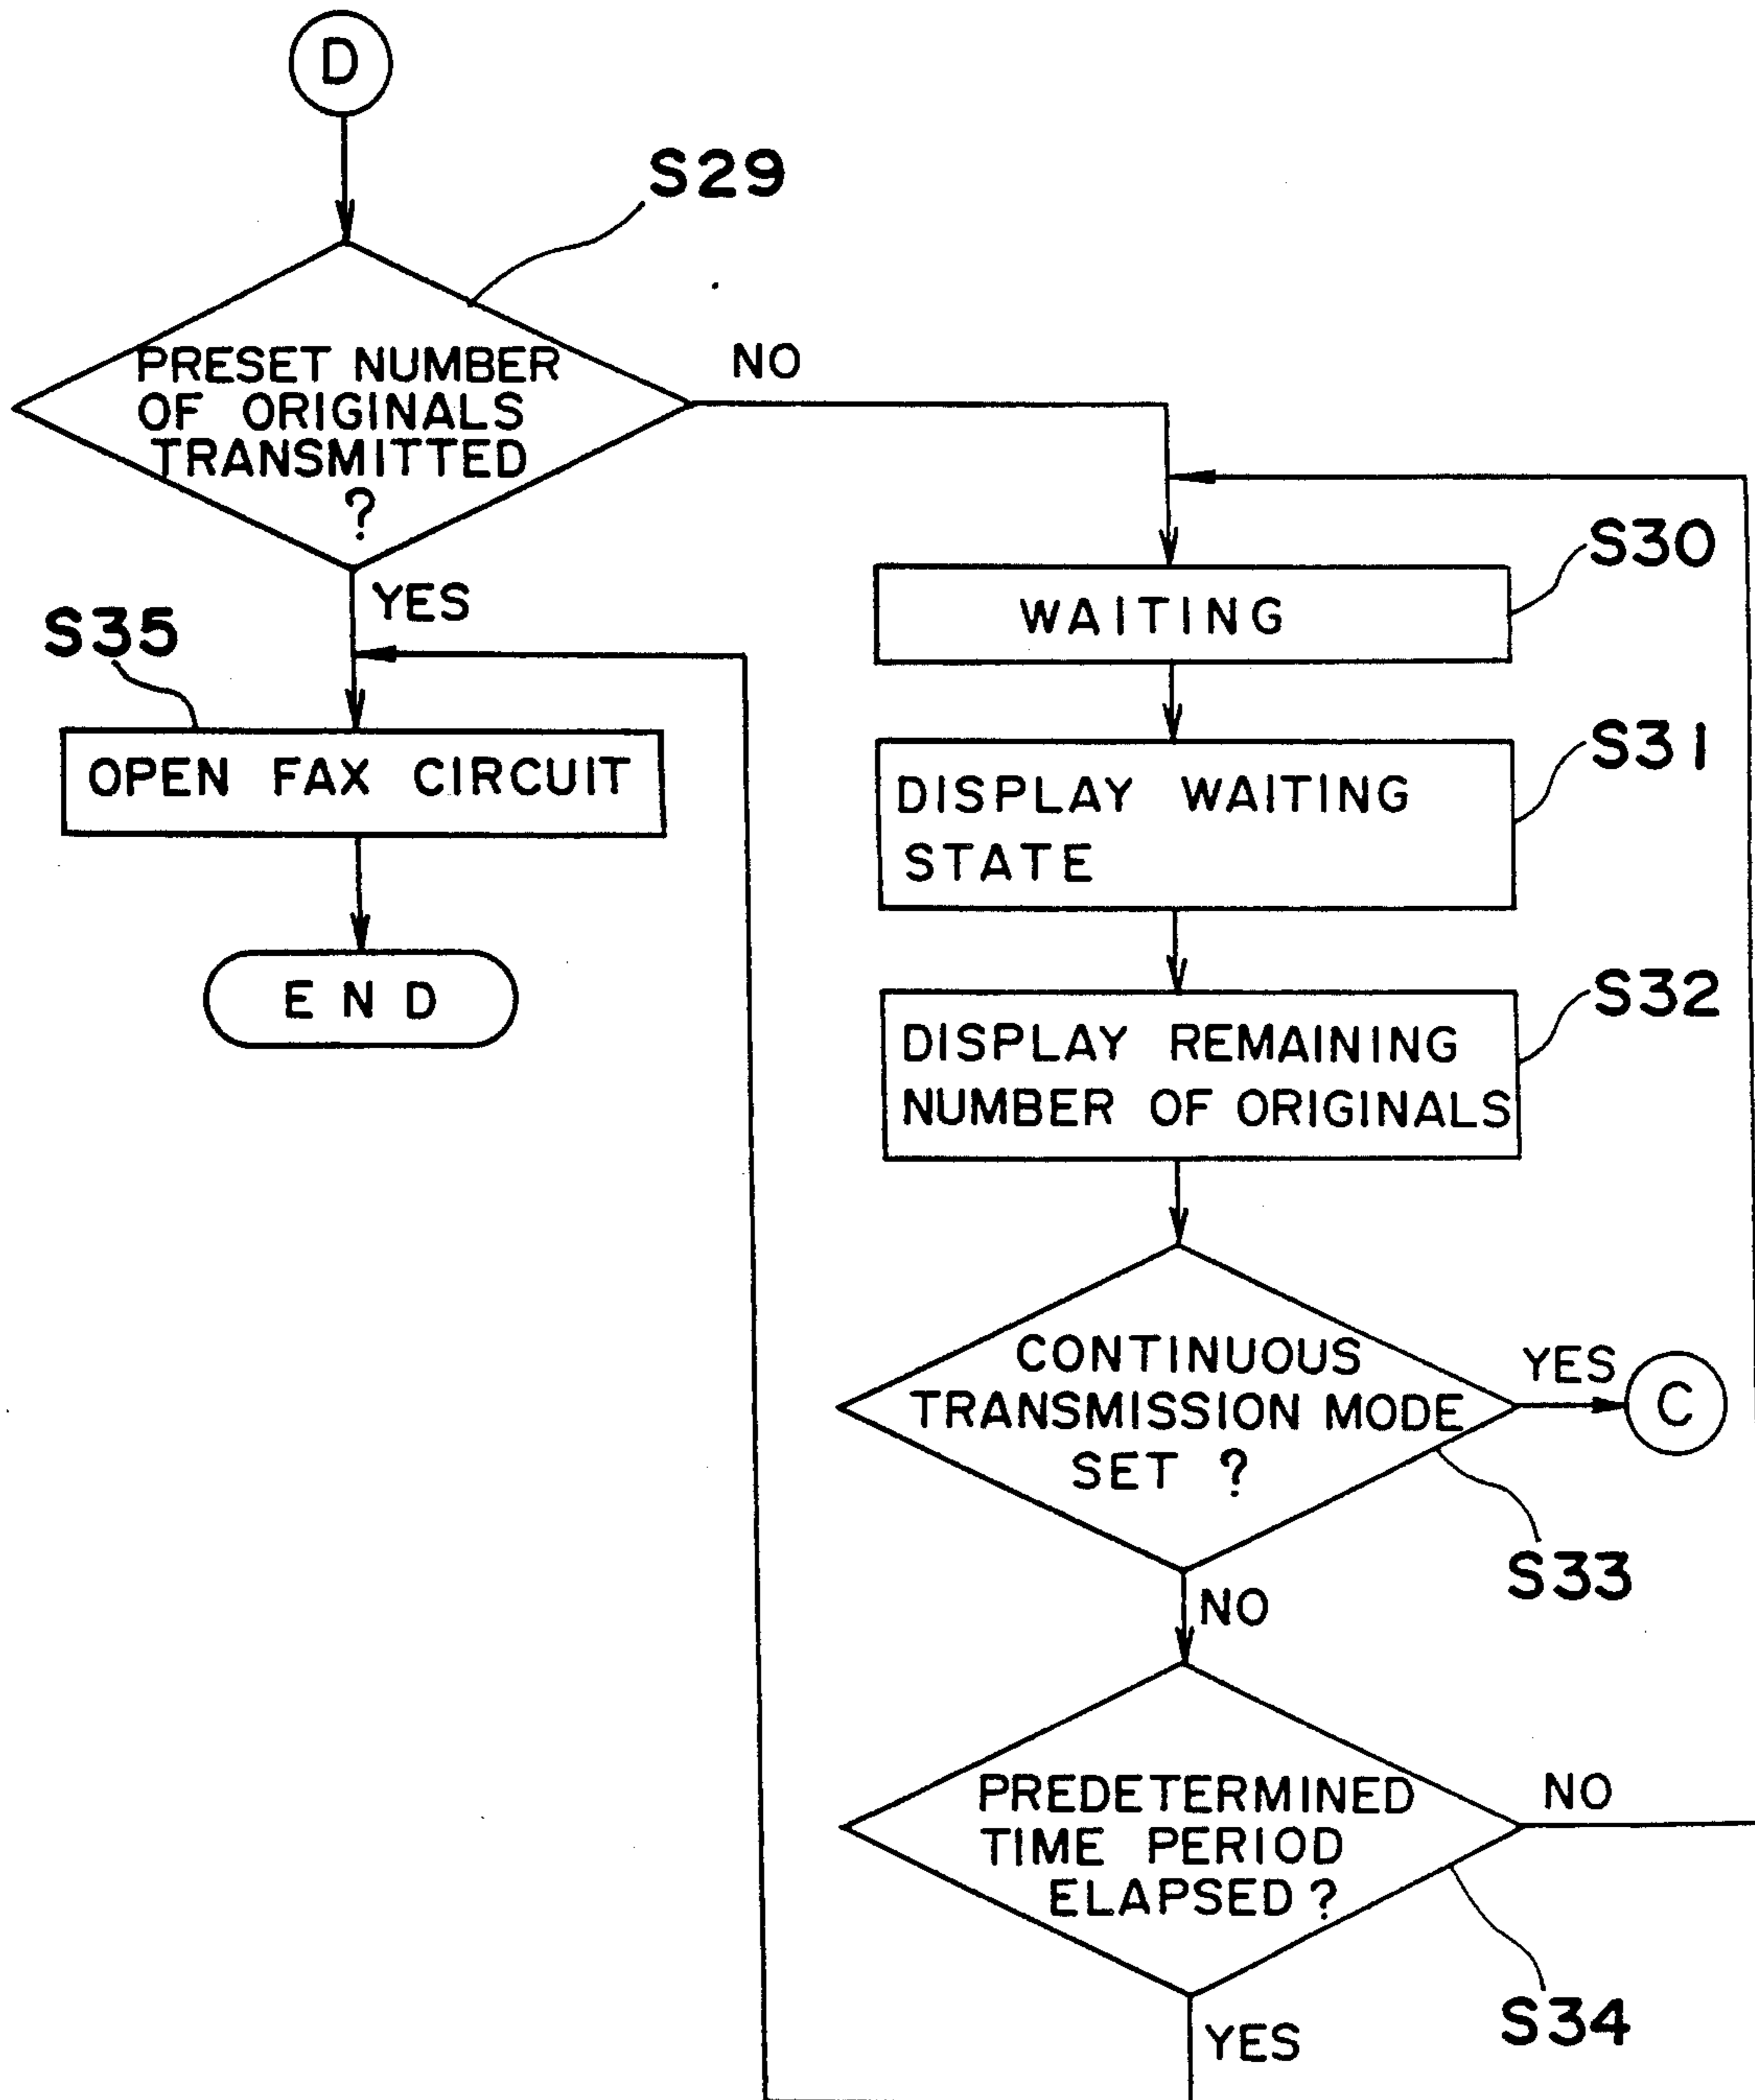 D
S29
PRESET NUMBER
OF ORIGINALS
TRANSMITTED
?
NO
YES
S35
OPEN FAX CIRCUIT
END
S30
WAITING
S31
DISPLAY WAITING
STATE
S32
DISPLAY REMAINING
NUMBER OF ORIGINALS
CONTINUOUS
TRANSMISSION MODE
SET ?
YES
C
S33
NO
PREDETERMINED
TIME PERIOD
ELAPSED ?
NO
S34
YES